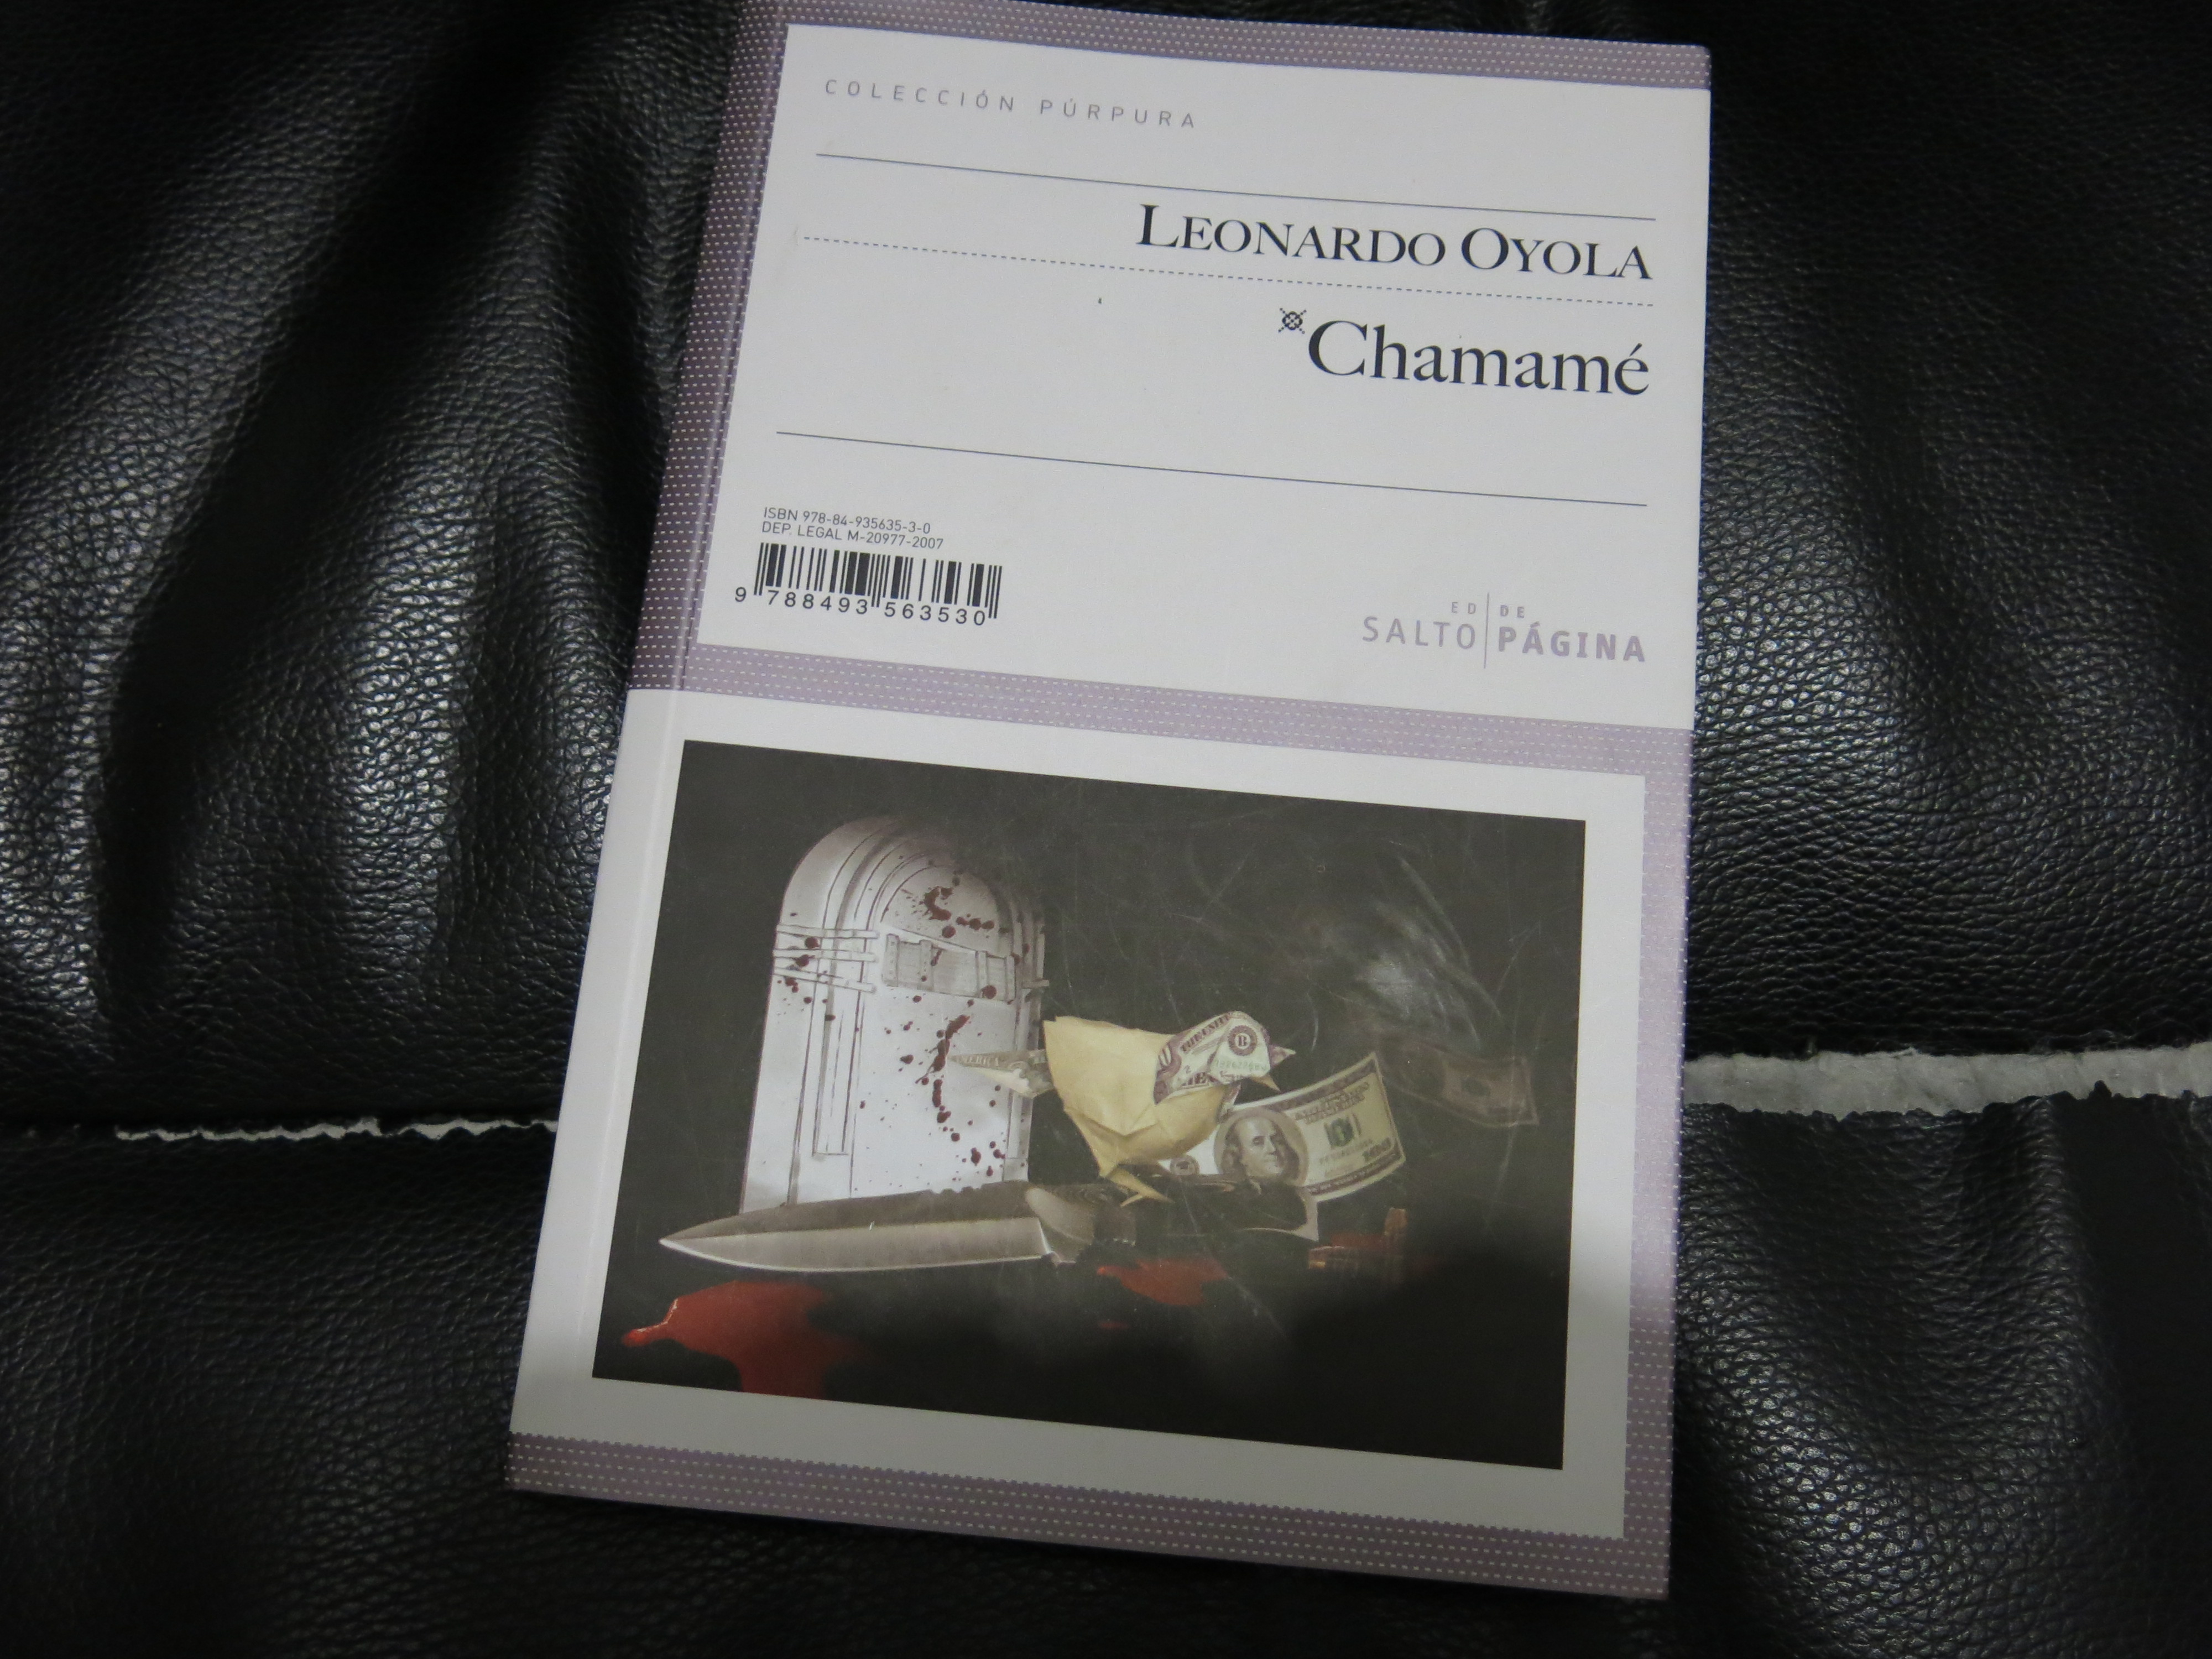 COLECCIÓN PÚRPURA
LEONARDO OYOLA
Chamamé
ISBN 978-84-935635-3-0
DEP. LEGAL M-20977-2007
9 788493 563530
ED DE
SALTO PÁGINA
B
100